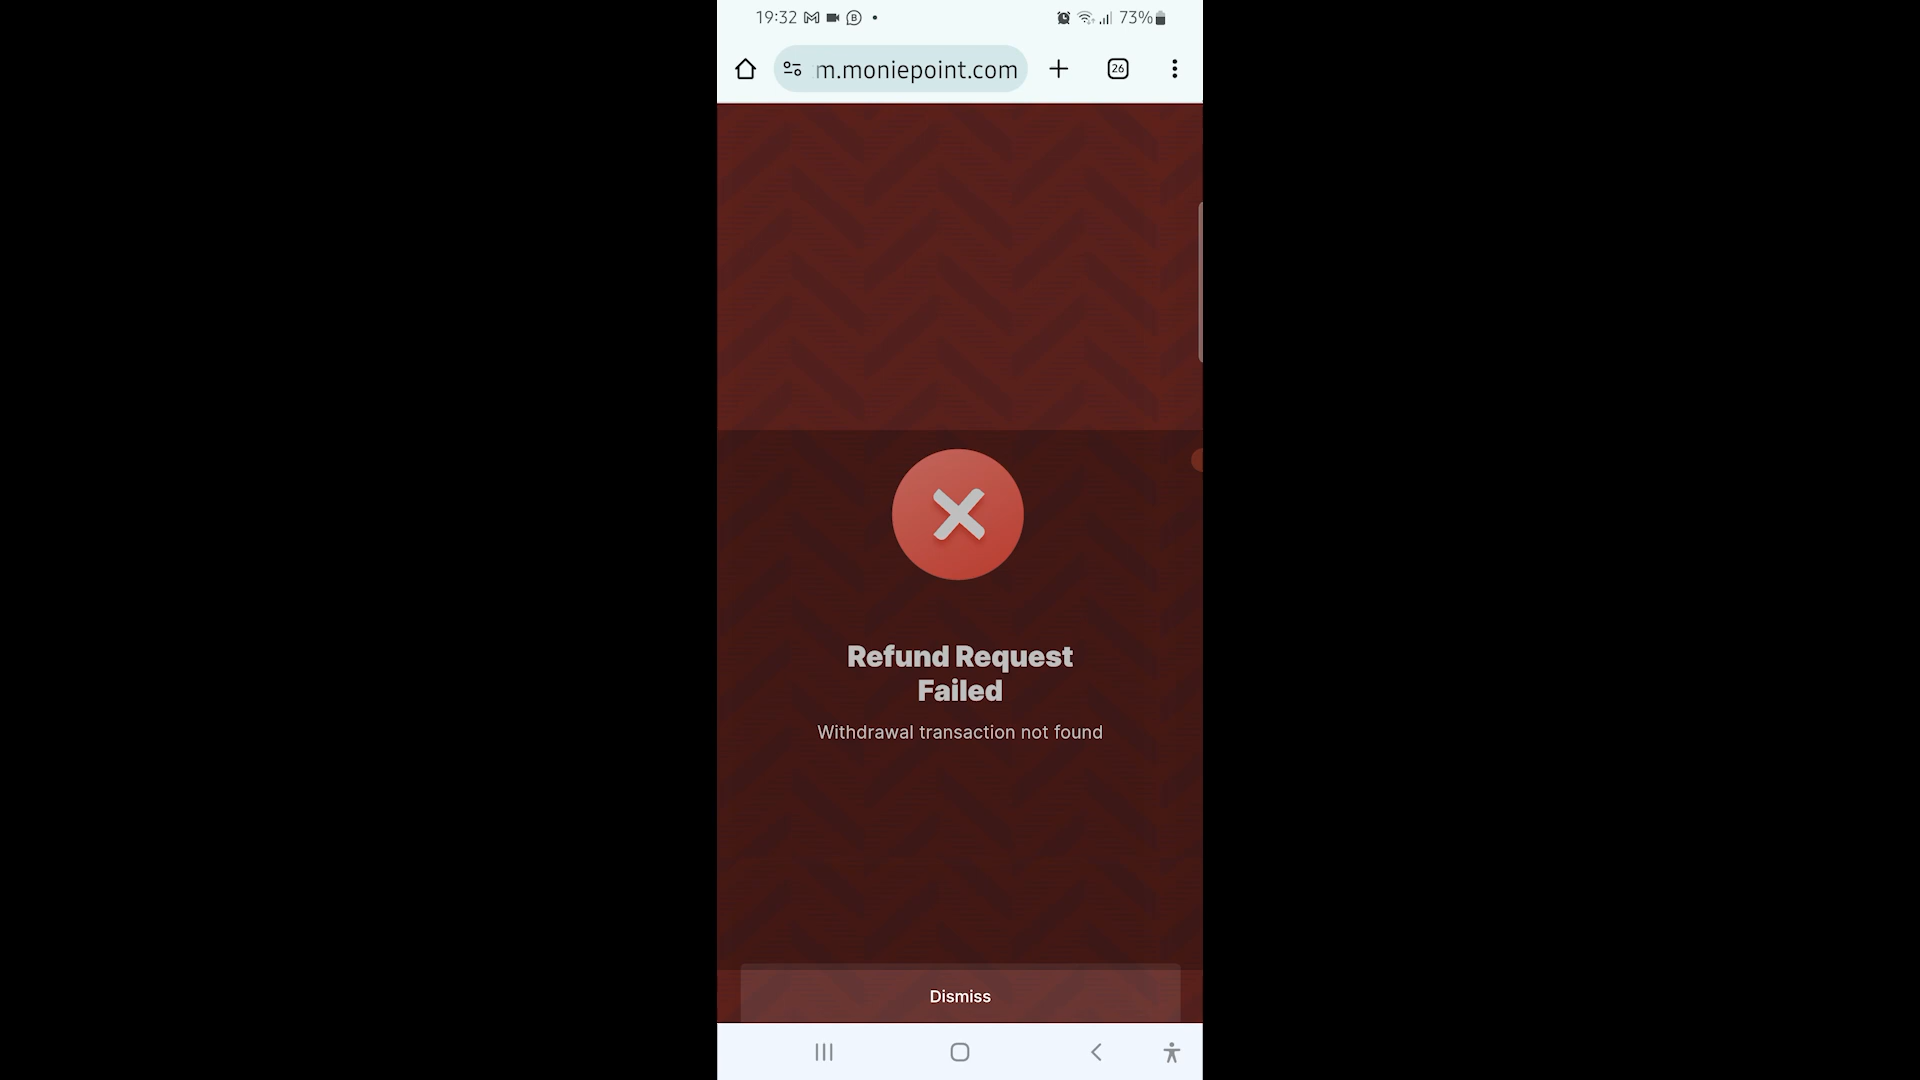 19:32 73%
m.moniepoint.com 26
Refund Request
Failed
Withdrawal transaction not found
Dismiss